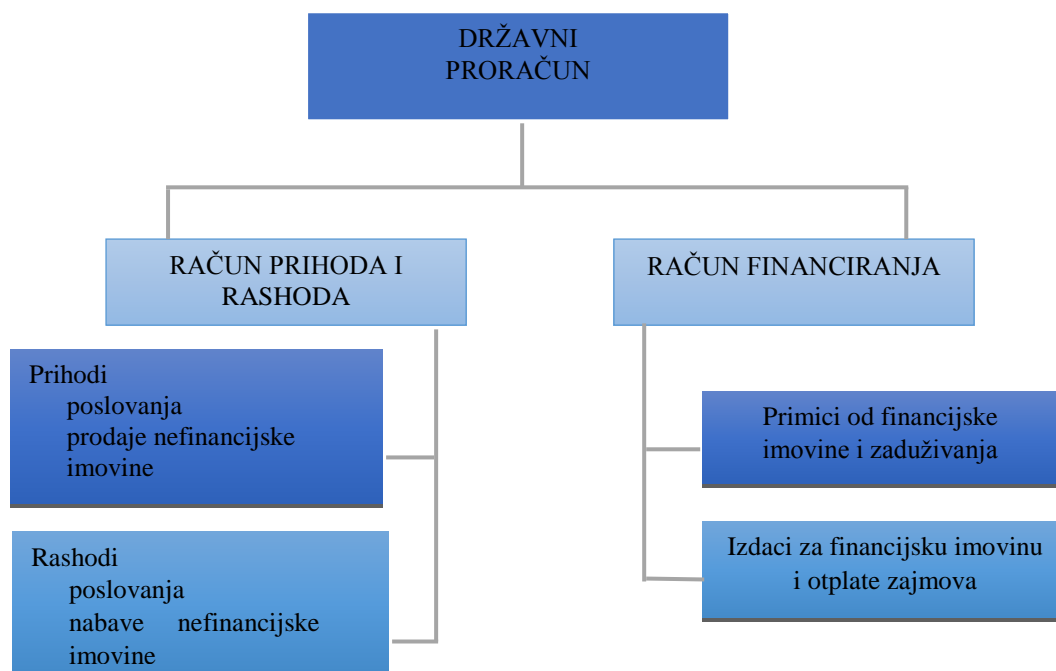 DRŽAVNI
PRORAČUN
RAČUN PRIHODA I
RASHODA
RAČUN FINANCIRANJA
Prihodi
poslovanja
prodaje nefinancijske
imovine
Primici od financijske
imovine i zaduživanja
Rashodi
poslovanja
nabave nefinancijske
imovine
Izdaci za financijsku imovinu
i otplate zajmova